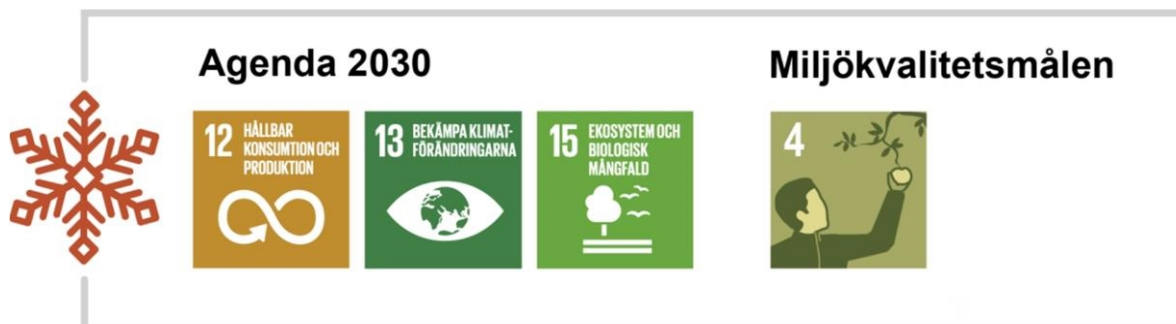 Agenda 2030
Miljökvalitetsmålen
12 HÅLLBAR
KONSUMTION OCH
PRODUKTION
13 BEKÄMPA KLIMAT-
FÖRÄNDRINGARNA
15 EKOSYSTEM OCH
BIOLOGISK
MÅNGFALD
4